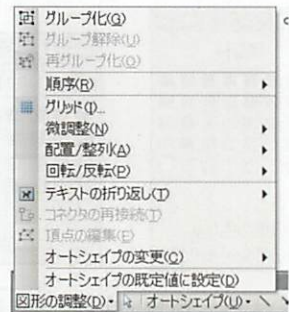 グループ化(G)
グループ解除(U)
再グループ化(O)
順序(R)
グリッド(I)...
微調整(N)
配置/整列(A)
回転/反転(P)
テキストの折り返し(T)
コネクタの再接続(T)
頂点の編集(E)
オートシェイプの変更(C)
オートシェイプの既定値に設定(D)
図形の調整(D) オートシェイプ(U)